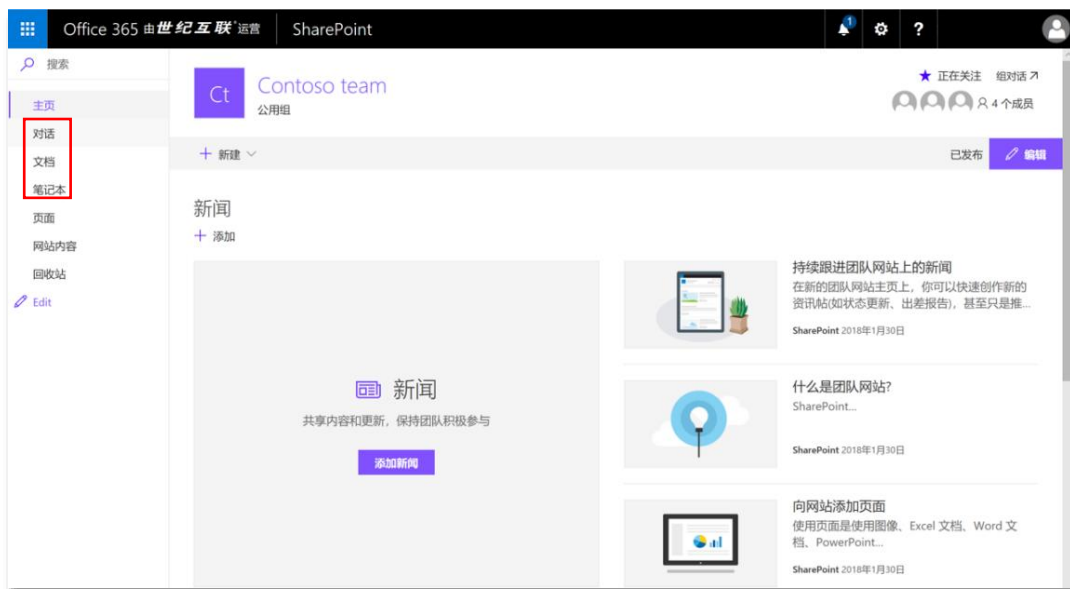 Office 365 由世纪互联运营 SharePoint
1
?
搜索
主页
对话
文档
笔记本
页面
网站内容
回收站
Edit
Ct
Contoso team
公用组
★ 正在关注 组对话
4 个成员
新建
已发布
编辑
新闻
添加
新闻
共享内容和更新，保持团队积极参与
添加新闻
持续跟进团队网站上的新闻
在新的团队网站主页上，你可以快速创作新的
资讯帖(如状态更新、出差报告)，甚至只是推...
SharePoint 2018年1月30日
什么是团队网站?
SharePoint...
SharePoint 2018年1月30日
向网站添加页面
使用页面是使用图像、Excel 文档、Word 文
档、PowerPoint...
SharePoint 2018年1月30日